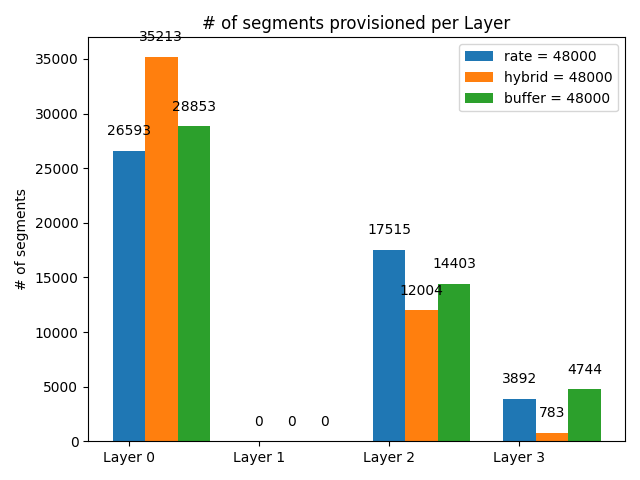 # of segments provisioned per Layer
rate = 48000
hybrid = 48000
buffer = 48000
# of segments
35000
30000
25000
20000
15000
10000
5000
0
26593
35213
28853
0
0
0
17515
12004
14403
3892
783
4744
Layer 0
Layer 1
Layer 2
Layer 3